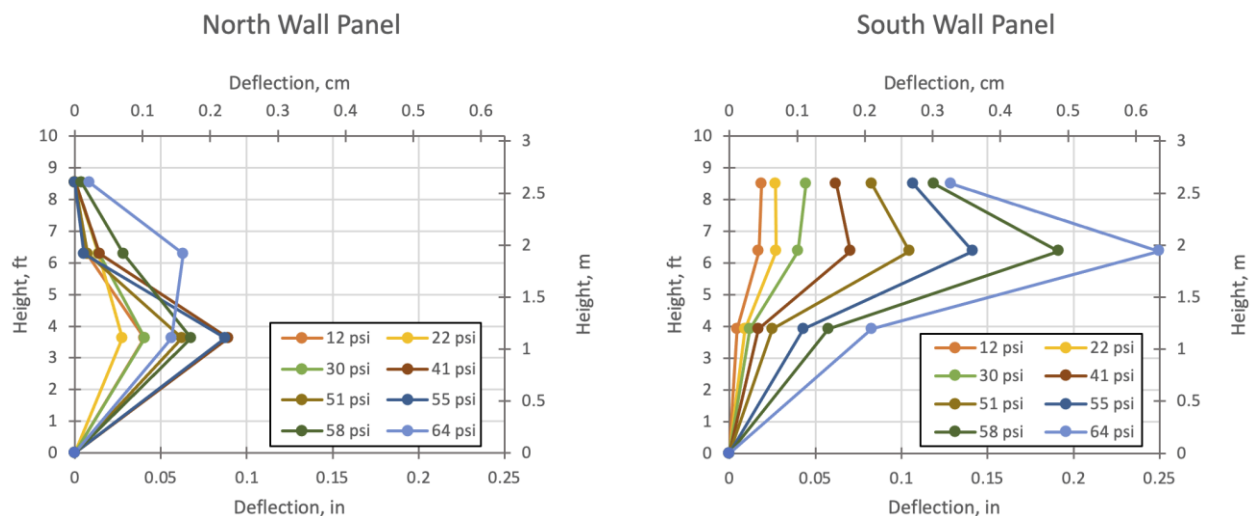 North Wall Panel
Deflection, cm
0 0.1 0.2 0.3 0.4 0.5 0.6
10
9
8
7
6
5
4
3
2
1
0
Height, ft
3
2.5
2
1.5
1
0.5
0
Height, m
12 psi 22 psi
30 psi 41 psi
51 psi 55 psi
58 psi 64 psi
0 0.05 0.1 0.15 0.2 0.25
Deflection, in
South Wall Panel
Deflection, cm
0 0.1 0.2 0.3 0.4 0.5 0.6
10
9
8
7
6
5
4
3
2
1
0
Height, ft
3
2.5
2
1.5
1
0.5
0
Height, m
12 psi 22 psi
30 psi 41 psi
51 psi 55 psi
58 psi 64 psi
0 0.05 0.1 0.15 0.2 0.25
Deflection, in